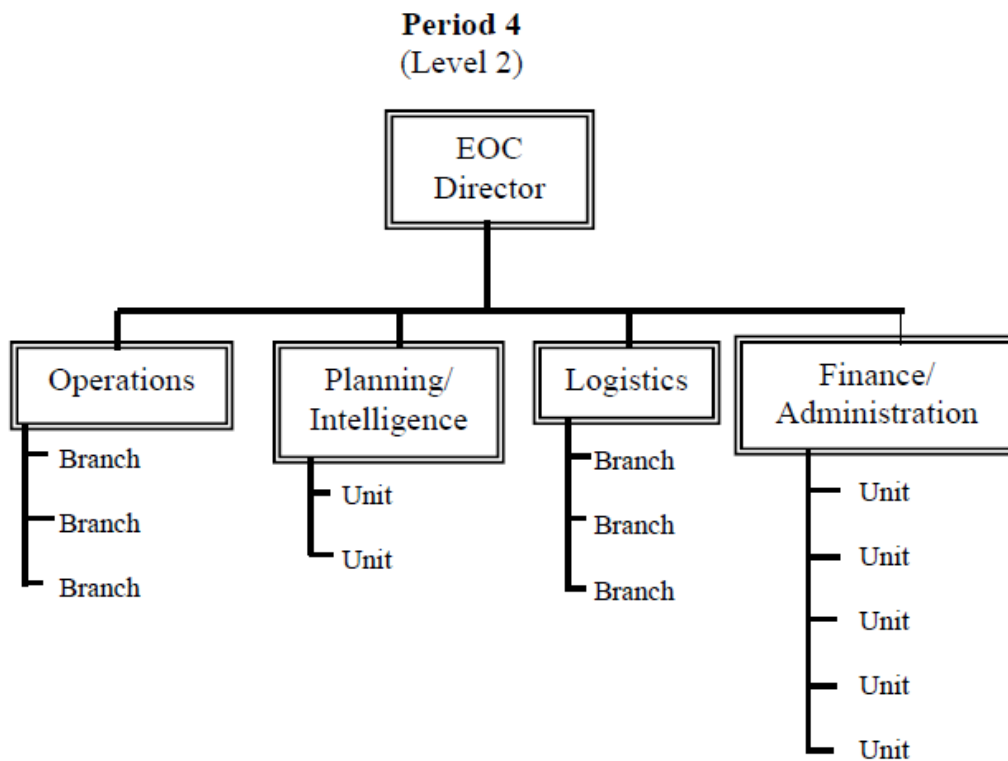 Period 4
(Level 2)
EOC
Director
Operations
Branch
Branch
Branch
Planning/
Intelligence
Unit
Unit
Logistics
Branch
Branch
Branch
Finance/
Administration
Unit
Unit
Unit
Unit
Unit